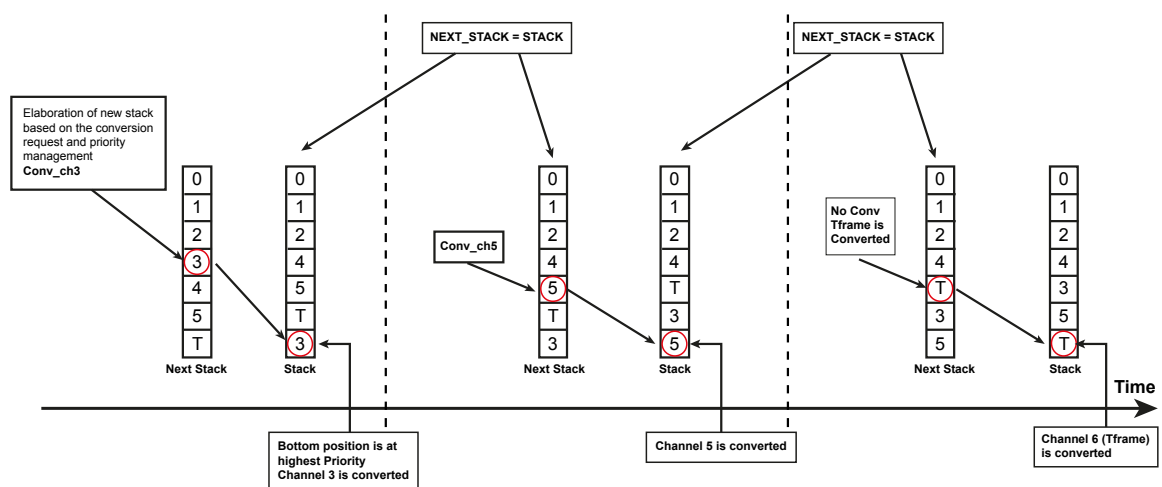 NEXT_STACK = STACK
NEXT_STACK = STACK
Elaboration of new stack
based on the conversion
request and priority
management
Conv_ch3
0
1
2
3
4
5
T
Next Stack
0
1
2
4
5
T
3
Stack
Conv_ch5
0
1
2
4
5
T
3
Next Stack
0
1
2
4
T
3
5
Stack
No Conv
Tframe is
Converted
0
1
2
4
T
3
5
Next Stack
0
1
2
4
3
5
T
Stack
Time
Bottom position is at
highest Priority
Channel 3 is converted
Channel 5 is converted
Channel 6 (Tframe)
is converted